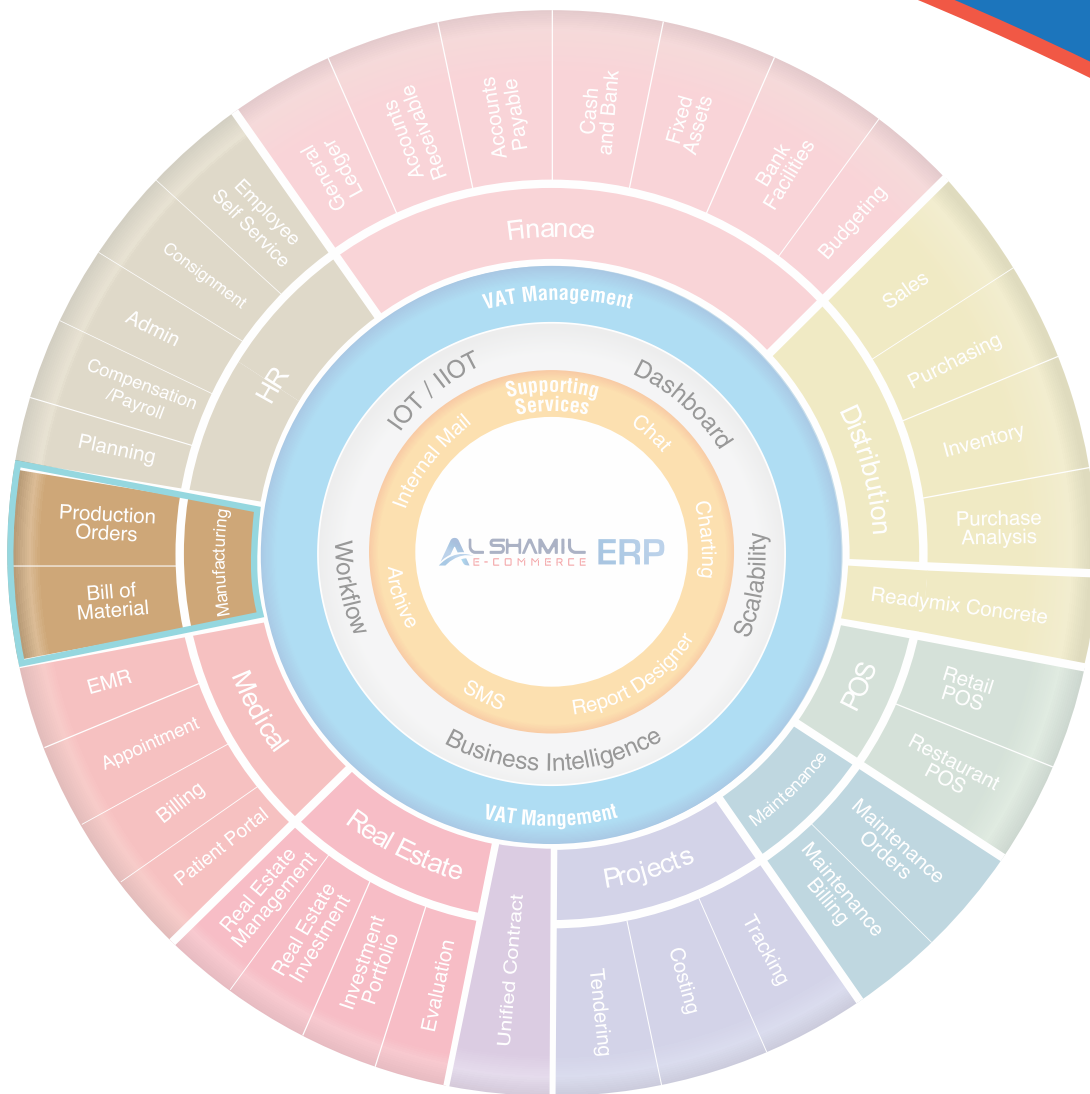 General
Ledger
Accounts
Receivable
Accounts
Payable
Cash
and Bank
Fixed
Assets
Bank
Facilities
Budgeting
Finance
Sales
Purchasing
Inventory
Purchase
Analysis
Distribution
Readymix Concrete
Retail
POS
Restaurant
POS
POS
Maintenance
Orders
Maintenance
Billing
Maintenance
Tracking
Costing
Tendering
Projects
Unified Contract
Evaluation
Investment
Portfolio
Real Estate
Investment
Real Estate
Management
Real Estate
Patient Portal
Billing
Appointment
EMR
Medical
Bill of
Material
Production
Orders
Manufacturing
Planning
Compensation
/Payroll
Admin
Consignment
Employee
Self Service
HR
VAT Management
VAT Mangement
IOT / IIOT
Dashboard
Scalability
Business Intelligence
Workflow
Supporting
Services
Chat
Charting
Report Designer
SMS
Archive
Internal Mail
AL SHAMIL ERP
E-COMMERCE